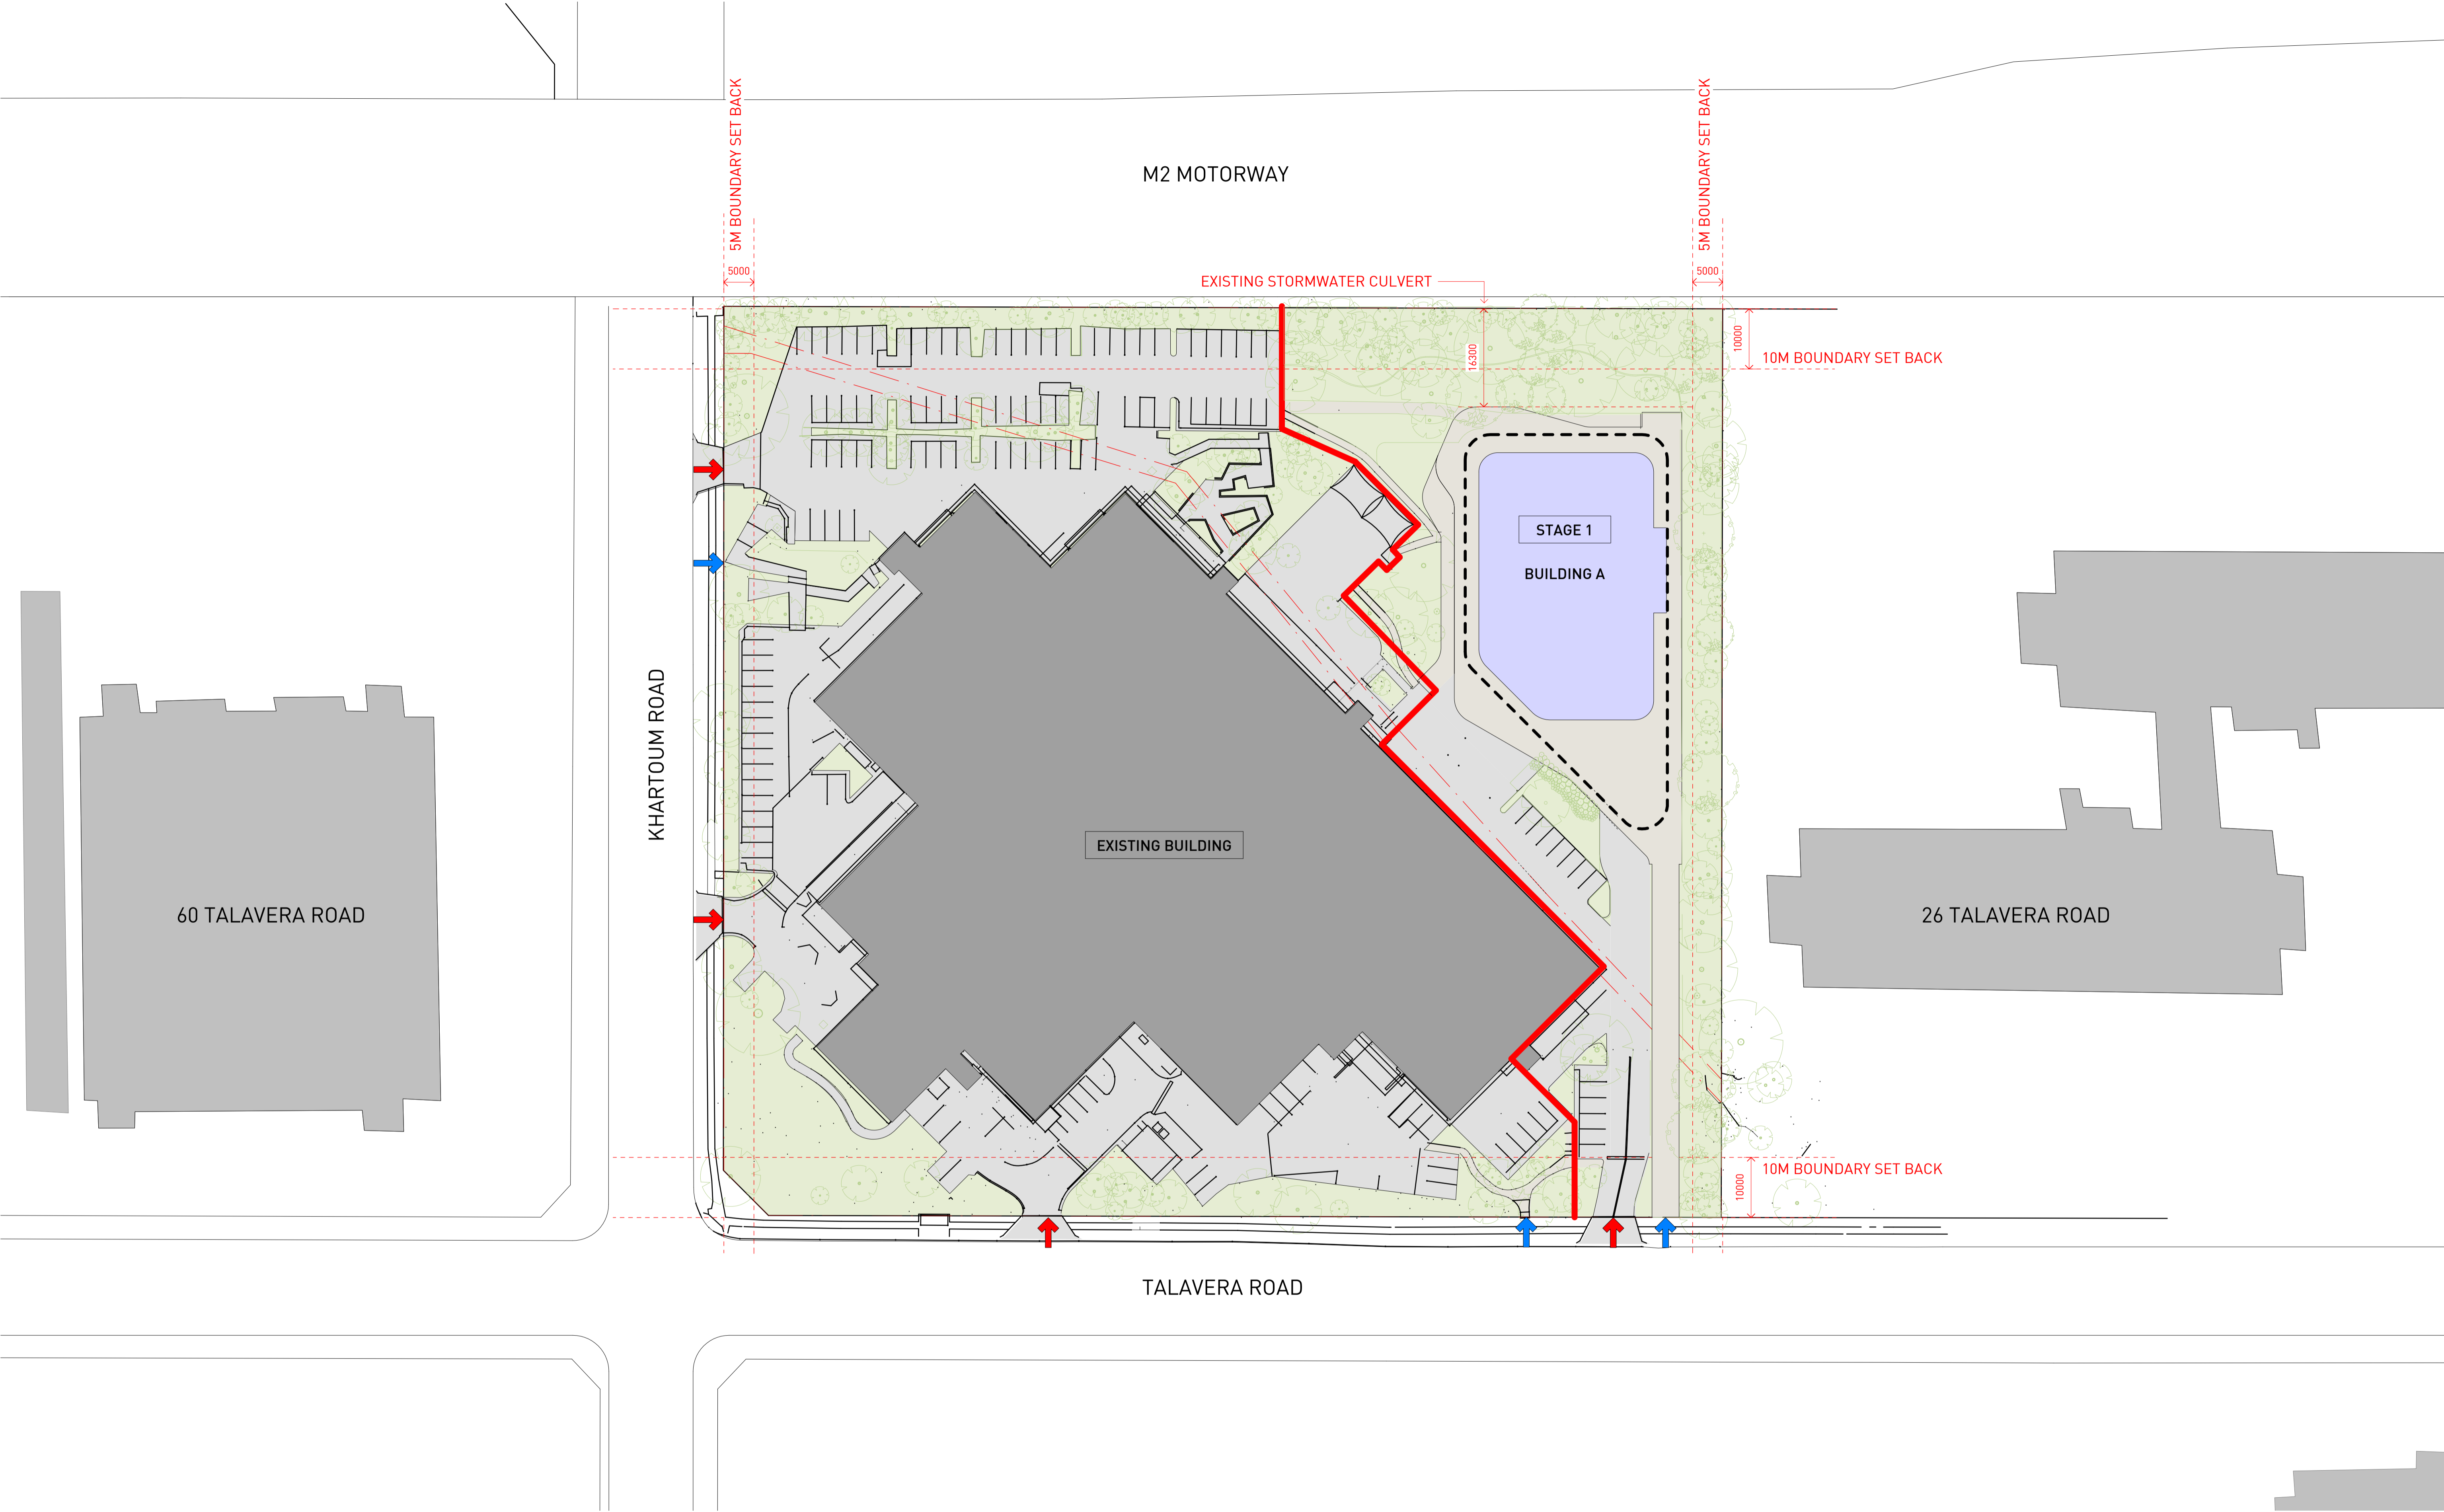 5M BOUNDARY SET BACK
5M BOUNDARY SET BACK
M2 MOTORWAY
5000
5000
EXISTING STORMWATER CULVERT
10000
16300
10M BOUNDARY SET BACK
STAGE 1
BUILDING A
KHARTOUM ROAD
EXISTING BUILDING
60 TALAVERA ROAD
26 TALAVERA ROAD
10M BOUNDARY SET BACK
10000
TALAVERA ROAD